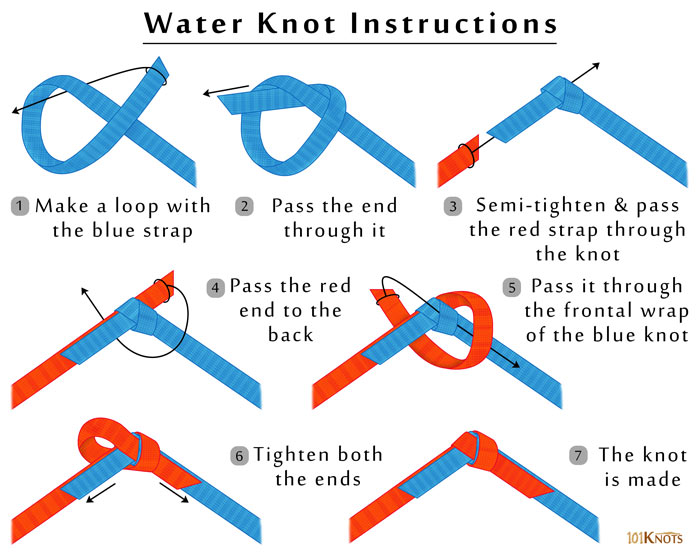 Water Knot Instructions
1 Make a loop with
the blue strap
2 Pass the end
through it
3 Semi-tighten & pass
the red strap through
the knot
4 Pass the red
end to the
back
5 Pass it through
the frontal wrap
of the blue knot
6 Tighten both
the ends
7 The knot
is made
101KNOTS